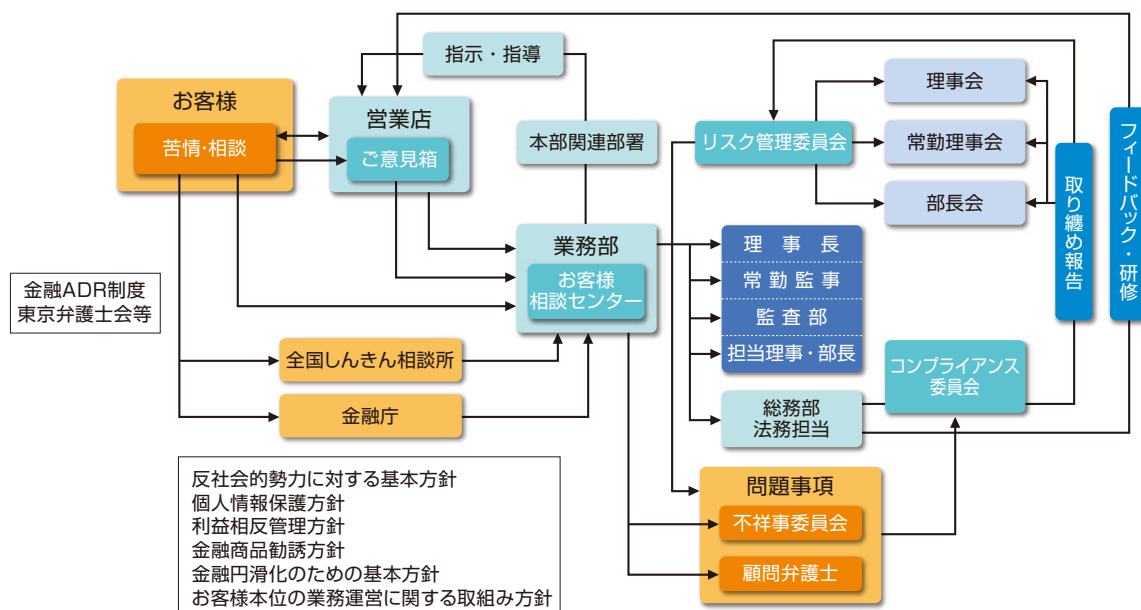 指示・指導
お客様
苦情・相談
営業店
ご意見箱
本部関連部署
リスク管理委員会
理事会
常勤理事会
部長会
取り纏め報告
フィードバック・研修
業務部
お客様
相談センター
理事長
常勤監事
監査部
担当理事・部長
金融ADR制度
東京弁護士会等
全国しんきん相談所
金融庁
総務部
法務担当
コンプライアンス
委員会
反社会的勢力に対する基本方針
個人情報保護方針
利益相反管理方針
金融商品勧誘方針
金融円滑化のための基本方針
お客様本位の業務運営に関する取組み方針
問題事項
不祥事委員会
顧問弁護士